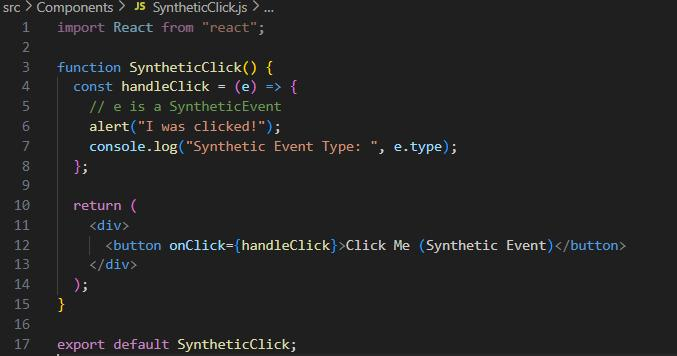 src > Components > JS SyntheticClick.js > ...
1 import React from "react";
2
3 function SyntheticClick() {
4 const handleClick = (e) => {
5 // e is a SyntheticEvent
6 alert("I was clicked!");
7 console.log("Synthetic Event Type: ", e.type);
8 };
9
10 return (
11 <div>
12 <button onClick={handleClick}>Click Me (Synthetic Event)</button>
13 </div>
14 );
15 }
16
17 export default SyntheticClick;